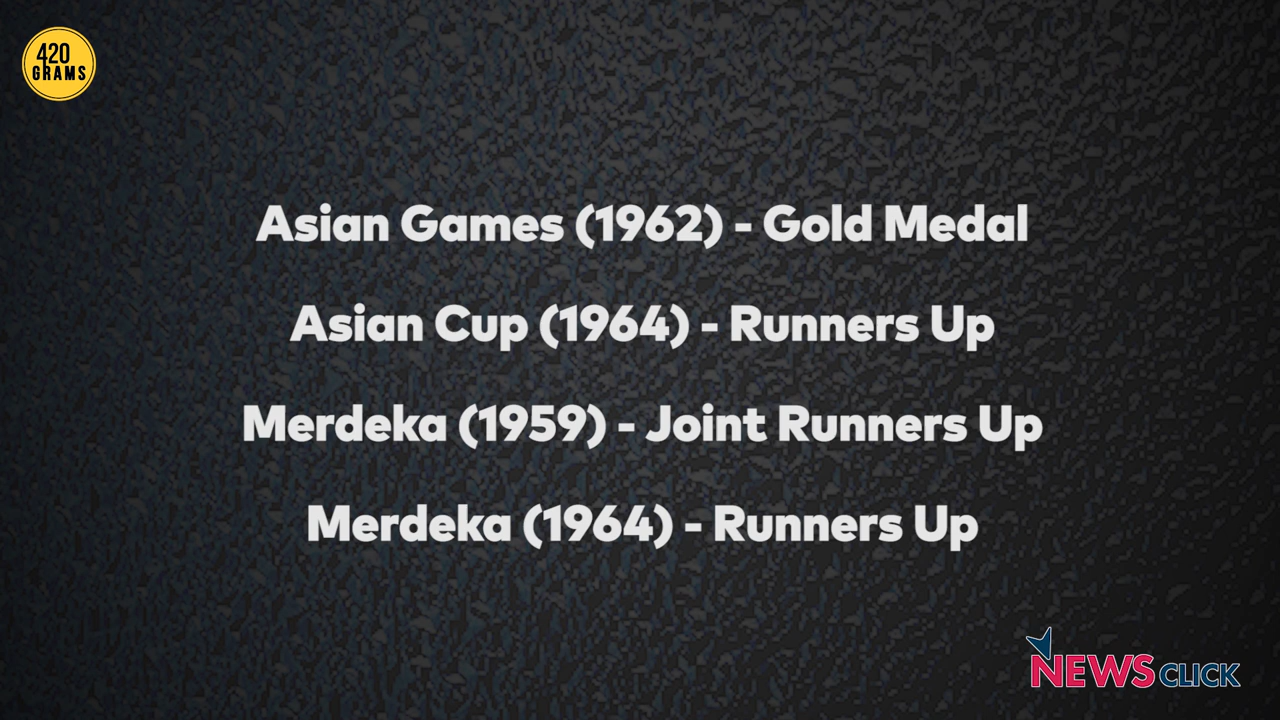 420
GRAMS
Asian Games (1962) - Gold Medal
Asian Cup (1964) - Runners Up
Merdeka (1959) - Joint Runners Up
Merdeka (1964) - Runners Up
NEWSCLICK